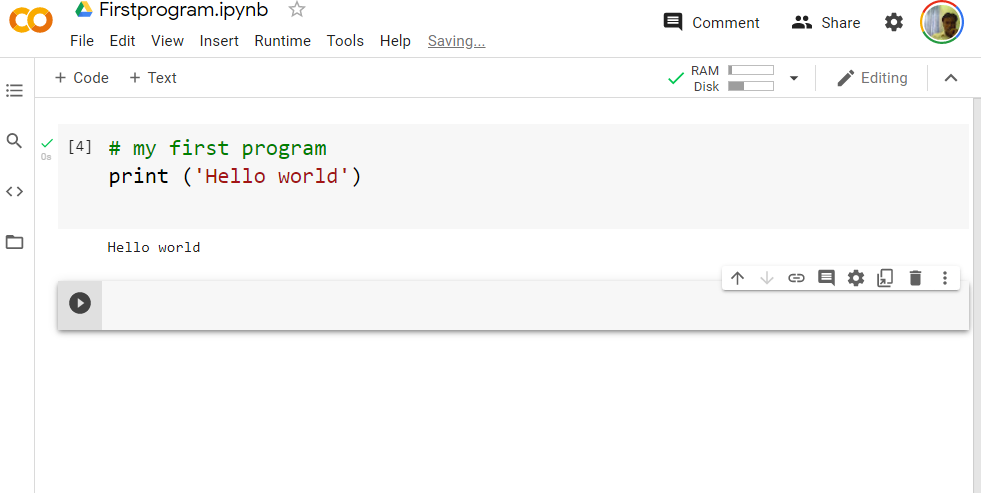 Firstprogram.ipynb
File Edit View Insert Runtime Tools Help Saving...
Comment
Share
+ Code + Text
RAM
Disk
Editing
[4] # my first program
0s
print ('Hello world')
Hello world